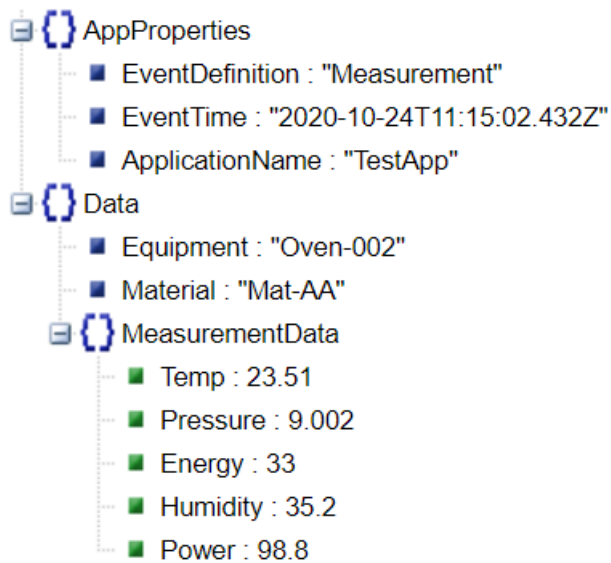 AppProperties
EventDefinition : "Measurement"
EventTime : "2020-10-24T11:15:02.432Z"
ApplicationName : "TestApp"
Data
Equipment : "Oven-002"
Material : "Mat-AA"
MeasurementData
Temp : 23.51
Pressure : 9.002
Energy : 33
Humidity : 35.2
Power : 98.8